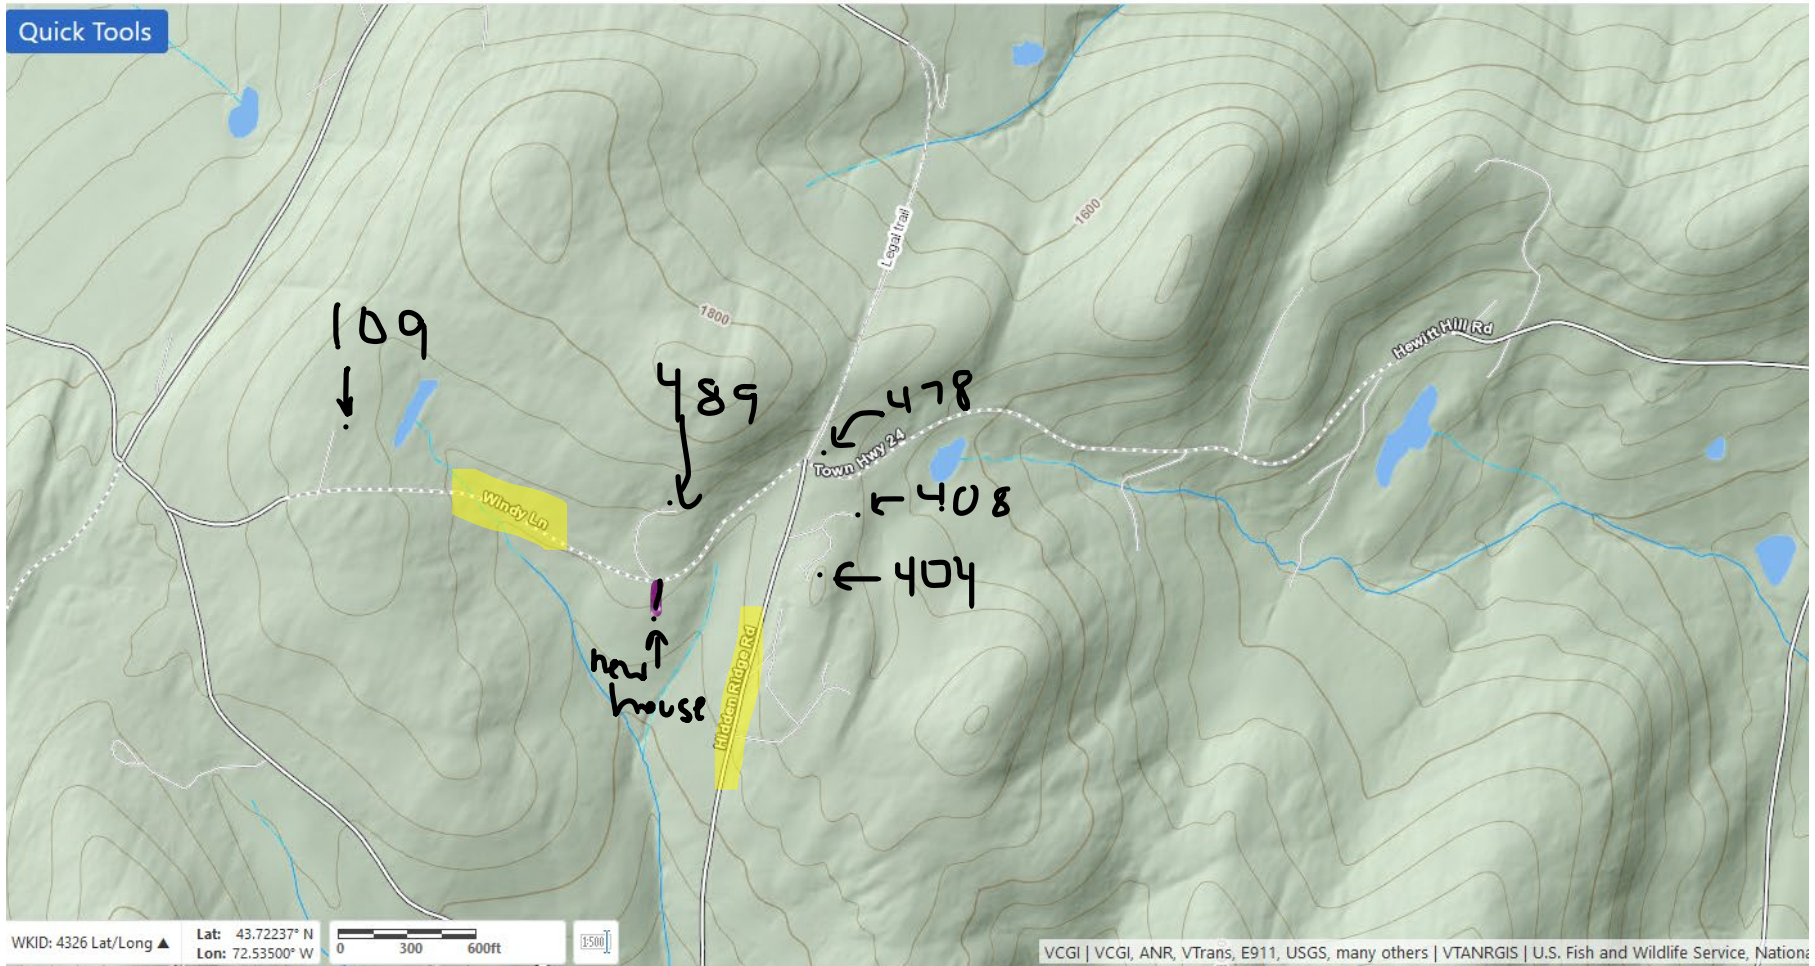 Quick Tools
Legal trail
1600
1800
109
Hewitt Hill Rd
489
478
Town Hwy 24
Windy Ln
408
404
new
house
Hidden Ridge Rd
WKID: 4326 Lat/Long ▲
Lat: 43.72237° N
Lon: 72.53500° W
0 300 600ft
1:500
VCGI | VCGI, ANR, VTrans, E911, USGS, many others | VTANRGIS | U.S. Fish and Wildlife Service, Nationa